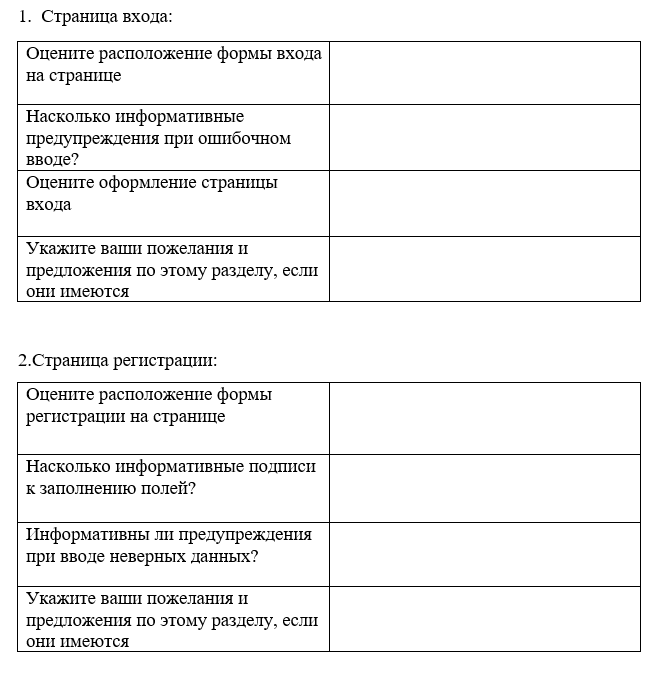 1. Страница входа:
Оцените расположение формы входа
на странице
Насколько информативные
предупреждения при ошибочном
вводе?
Оцените оформление страницы
входа
Укажите ваши пожелания и
предложения по этому разделу, если
они имеются
2.Страница регистрации:
Оцените расположение формы
регистрации на странице
Насколько информативные подписи
к заполнению полей?
Информативны ли предупреждения
при вводе неверных данных?
Укажите ваши пожелания и
предложения по этому разделу, если
они имеются